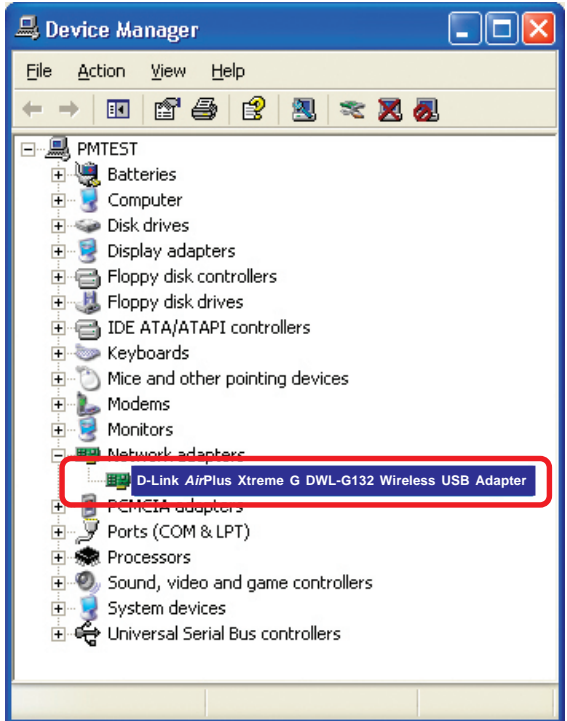 Device Manager
File Action View Help
PMTEST
Batteries
Computer
Disk drives
Display adapters
Floppy disk controllers
Floppy disk drives
IDE ATA/ATAPI controllers
Keyboards
Mice and other pointing devices
Modems
Monitors
Network adapters
D-Link AirPlus Xtreme G DWL-G132 Wireless USB Adapter
PCMCIA adapters
Ports (COM & LPT)
Processors
Sound, video and game controllers
System devices
Universal Serial Bus controllers